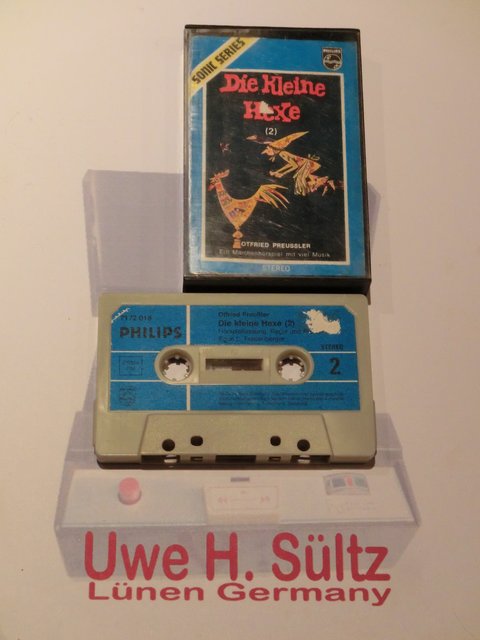 SONIC SERIES
PHILIPS
Die kleine
Hexe
(2)
OTFRIED PREUSSLER
Ein Märchenhörspiel mit viel Musik
STEREO
PHILIPS
Otfried Preußler
Die kleine Hexe (2)
STEREO
2
Uwe H. Sültz
Lünen Germany